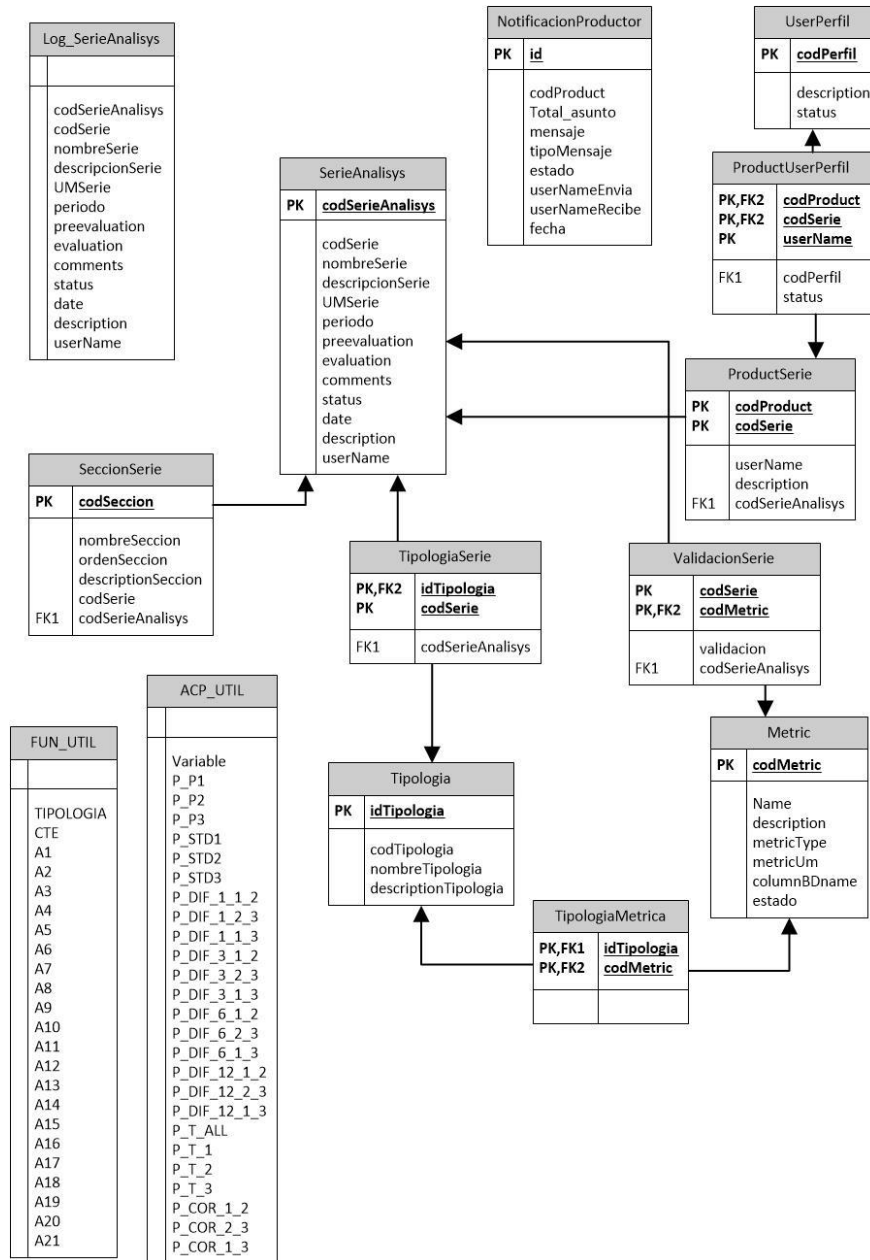 Log_SerieAnalisys
codSerieAnalisys
codSerie
nombreSerie
descripcionSerie
UMSerie
periodo
preevaluation
evaluation
comments
status
date
description
userName
NotificacionProductor
PK id
codProduct
Total_asunto
mensaje
tipoMensaje
estado
userNameEnvia
userNameRecibe
fecha
UserPerfil
PK codPerfil
description
status
ProductUserPerfil
PK,FK2 codProduct
PK,FK2 codSerie
PK userName
FK1 codPerfil
status
SerieAnalisys
PK codSerieAnalisys
codSerie
nombreSerie
descripcionSerie
UMSerie
periodo
preevaluation
evaluation
comments
status
date
description
userName
ProductSerie
PK codProduct
PK codSerie
userName
description
FK1 codSerieAnalisys
SeccionSerie
PK codSeccion
nombreSeccion
ordenSeccion
descriptionSeccion
codSerie
FK1 codSerieAnalisys
TipologiaSerie
PK,FK2 idTipologia
PK codSerie
FK1 codSerieAnalisys
ValidacionSerie
PK codSerie
PK,FK2 codMetric
validacion
FK1 codSerieAnalisys
FUN_UTIL
TIPOLOGIA
CTE
A1
A2
A3
A4
A5
A6
A7
A8
A9
A10
A11
A12
A13
A14
A15
A16
A17
A18
A19
A20
A21
ACP_UTIL
Variable
P_P1
P_P2
P_P3
P_STD1
P_STD2
P_STD3
P_DIF_1_1_2
P_DIF_1_2_3
P_DIF_1_1_3
P_DIF_3_1_2
P_DIF_3_2_3
P_DIF_3_1_3
P_DIF_6_1_2
P_DIF_6_2_3
P_DIF_6_1_3
P_DIF_12_1_2
P_DIF_12_2_3
P_DIF_12_1_3
P_T_ALL
P_T_1
P_T_2
P_T_3
P_COR_1_2
P_COR_2_3
P_COR_1_3
Tipologia
PK idTipologia
codTipologia
nombreTipologia
descriptionTipologia
Metric
PK codMetric
Name
description
metricType
metricUm
columnBDname
estado
TipologiaMetrica
PK,FK1 idTipologia
PK,FK2 codMetric